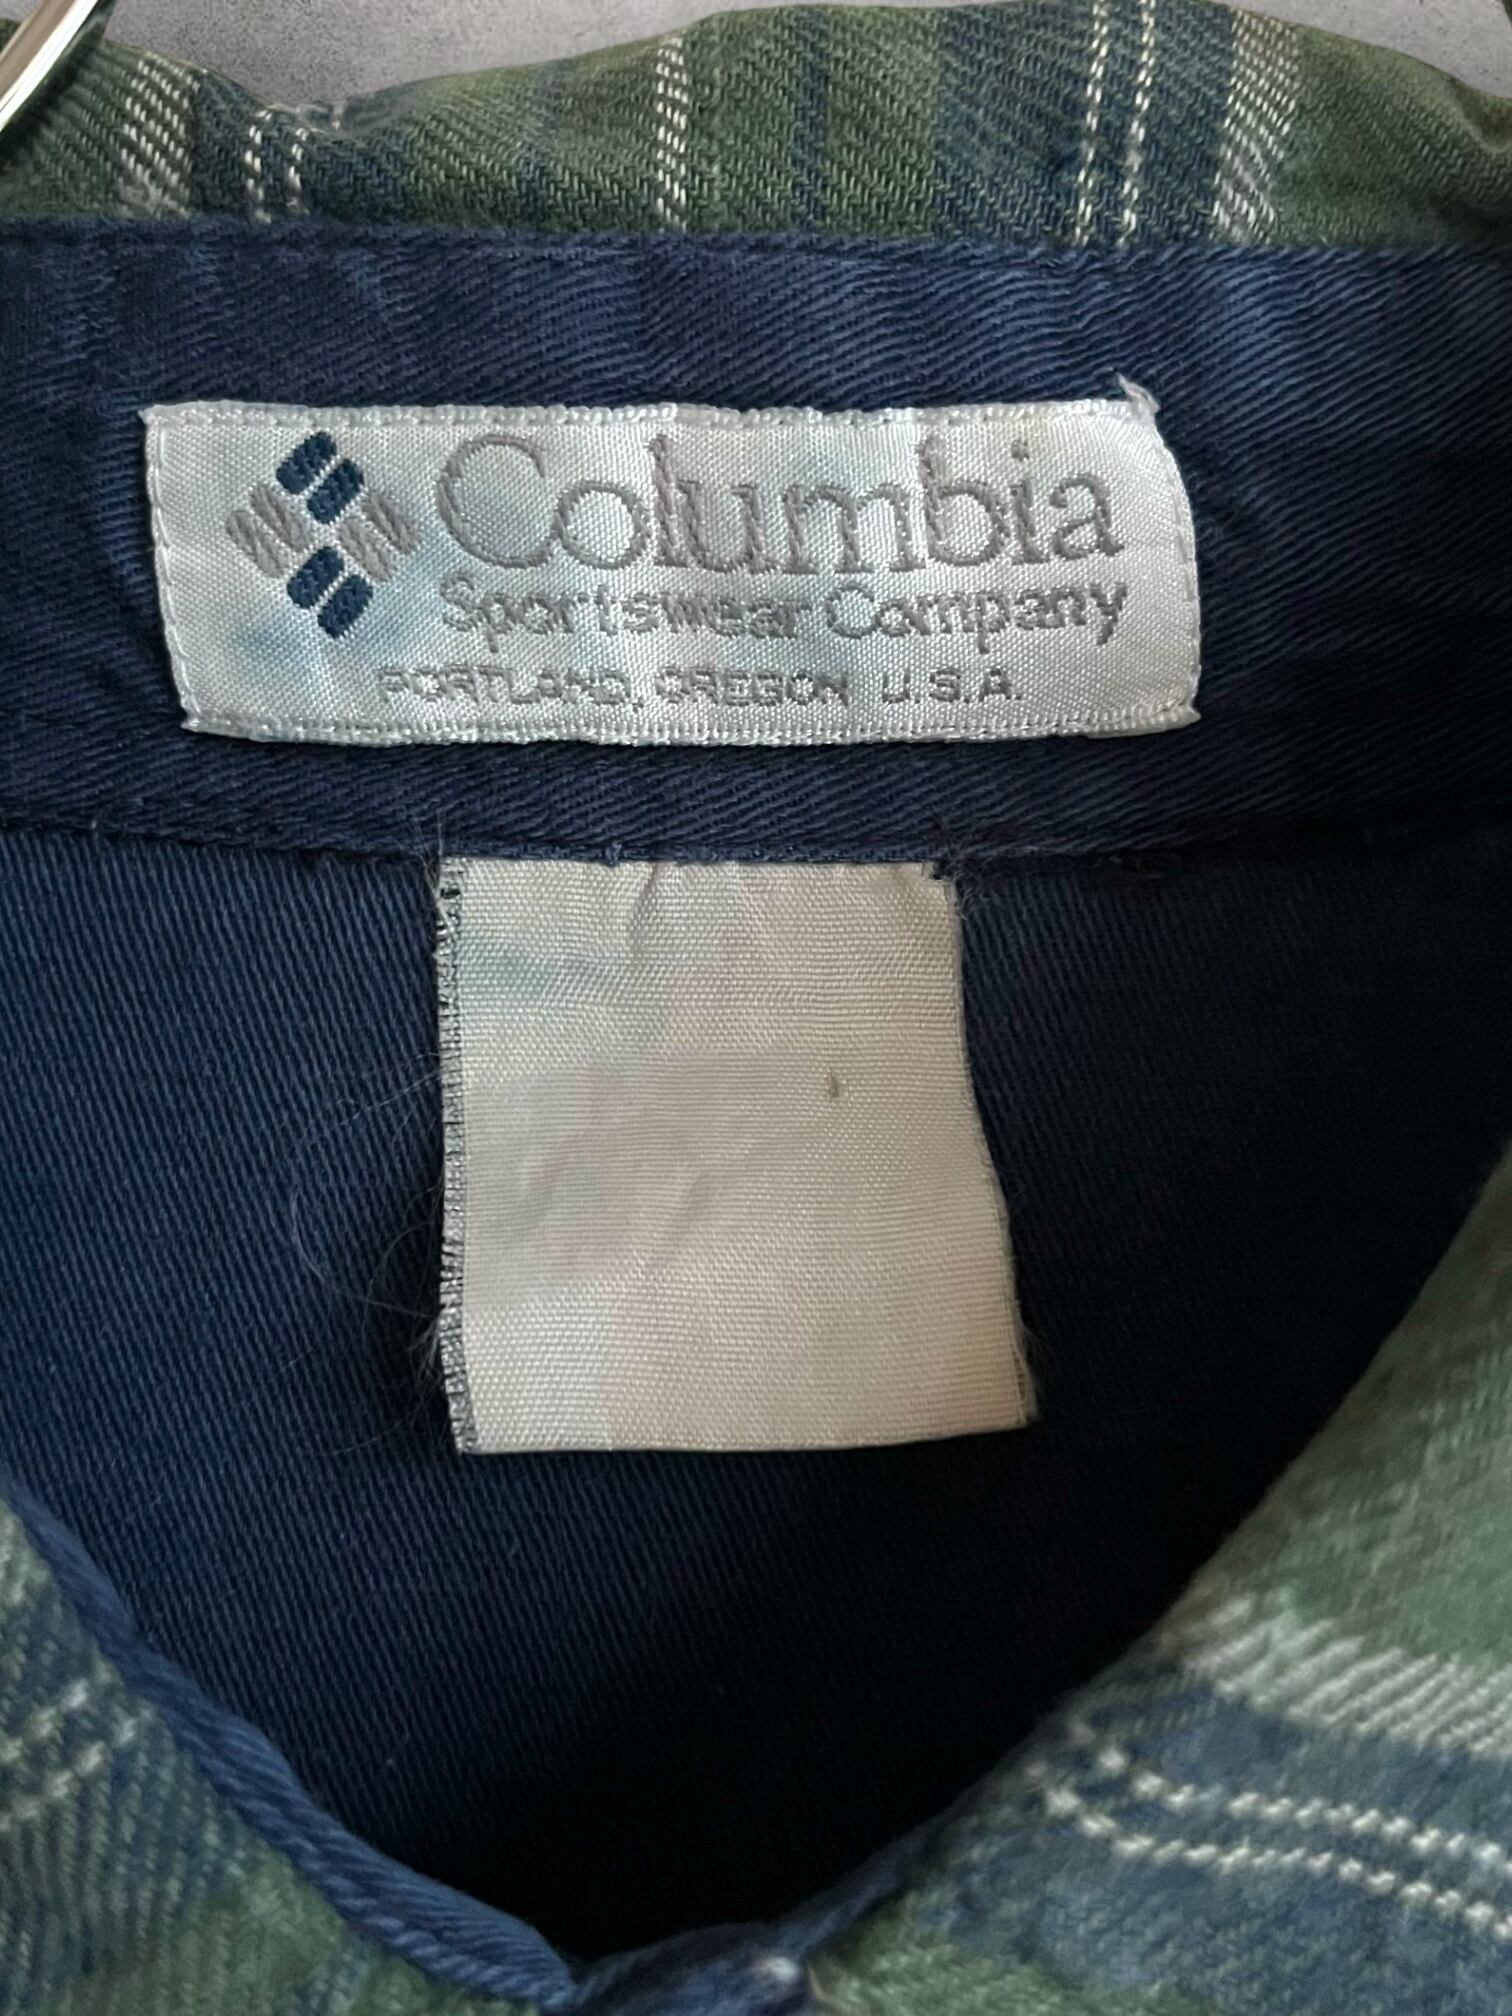 Columbia
Sportswear Company
PORTLAND, OREGON U.S.A.